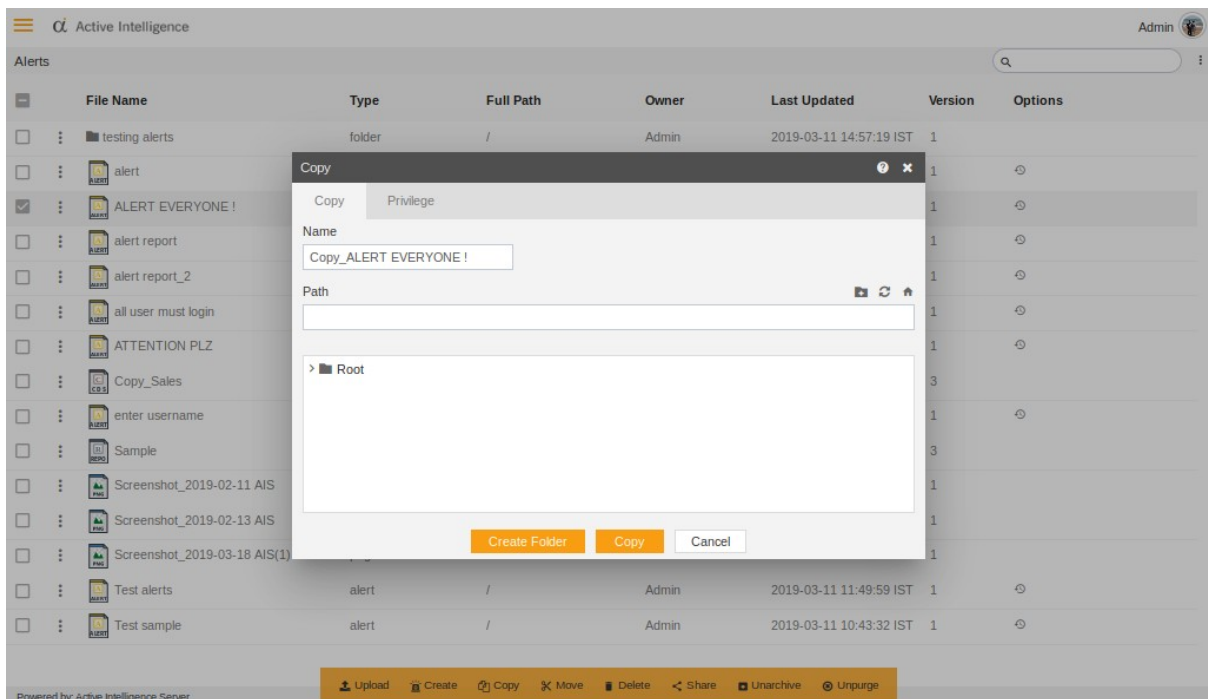 Active Intelligence
Admin
Alerts
File Name Type Full Path Owner Last Updated Version Options
testing alerts folder / Admin 2019-03-11 14:57:19 IST 1
Copy
alert 1
Copy Privilege
ALERT EVERYONE ! 1
Name
alert report 1
Copy_ALERT EVERYONE !
alert report_2 1
Path
all user must login 1
ATTENTION PLZ 1
Root
Copy_Sales 3
enter username 1
Sample 3
Screenshot_2019-02-11 AIS 1
Screenshot_2019-02-13 AIS 1
Create Folder Copy Cancel
Screenshot_2019-03-18 AIS(1) 1
Test alerts alert / Admin 2019-03-11 11:49:59 IST 1
Test sample alert / Admin 2019-03-11 10:43:32 IST 1
Upload Create Copy Move Delete Share Unarchive Unpurge
Powered by: Active Intelligence Server